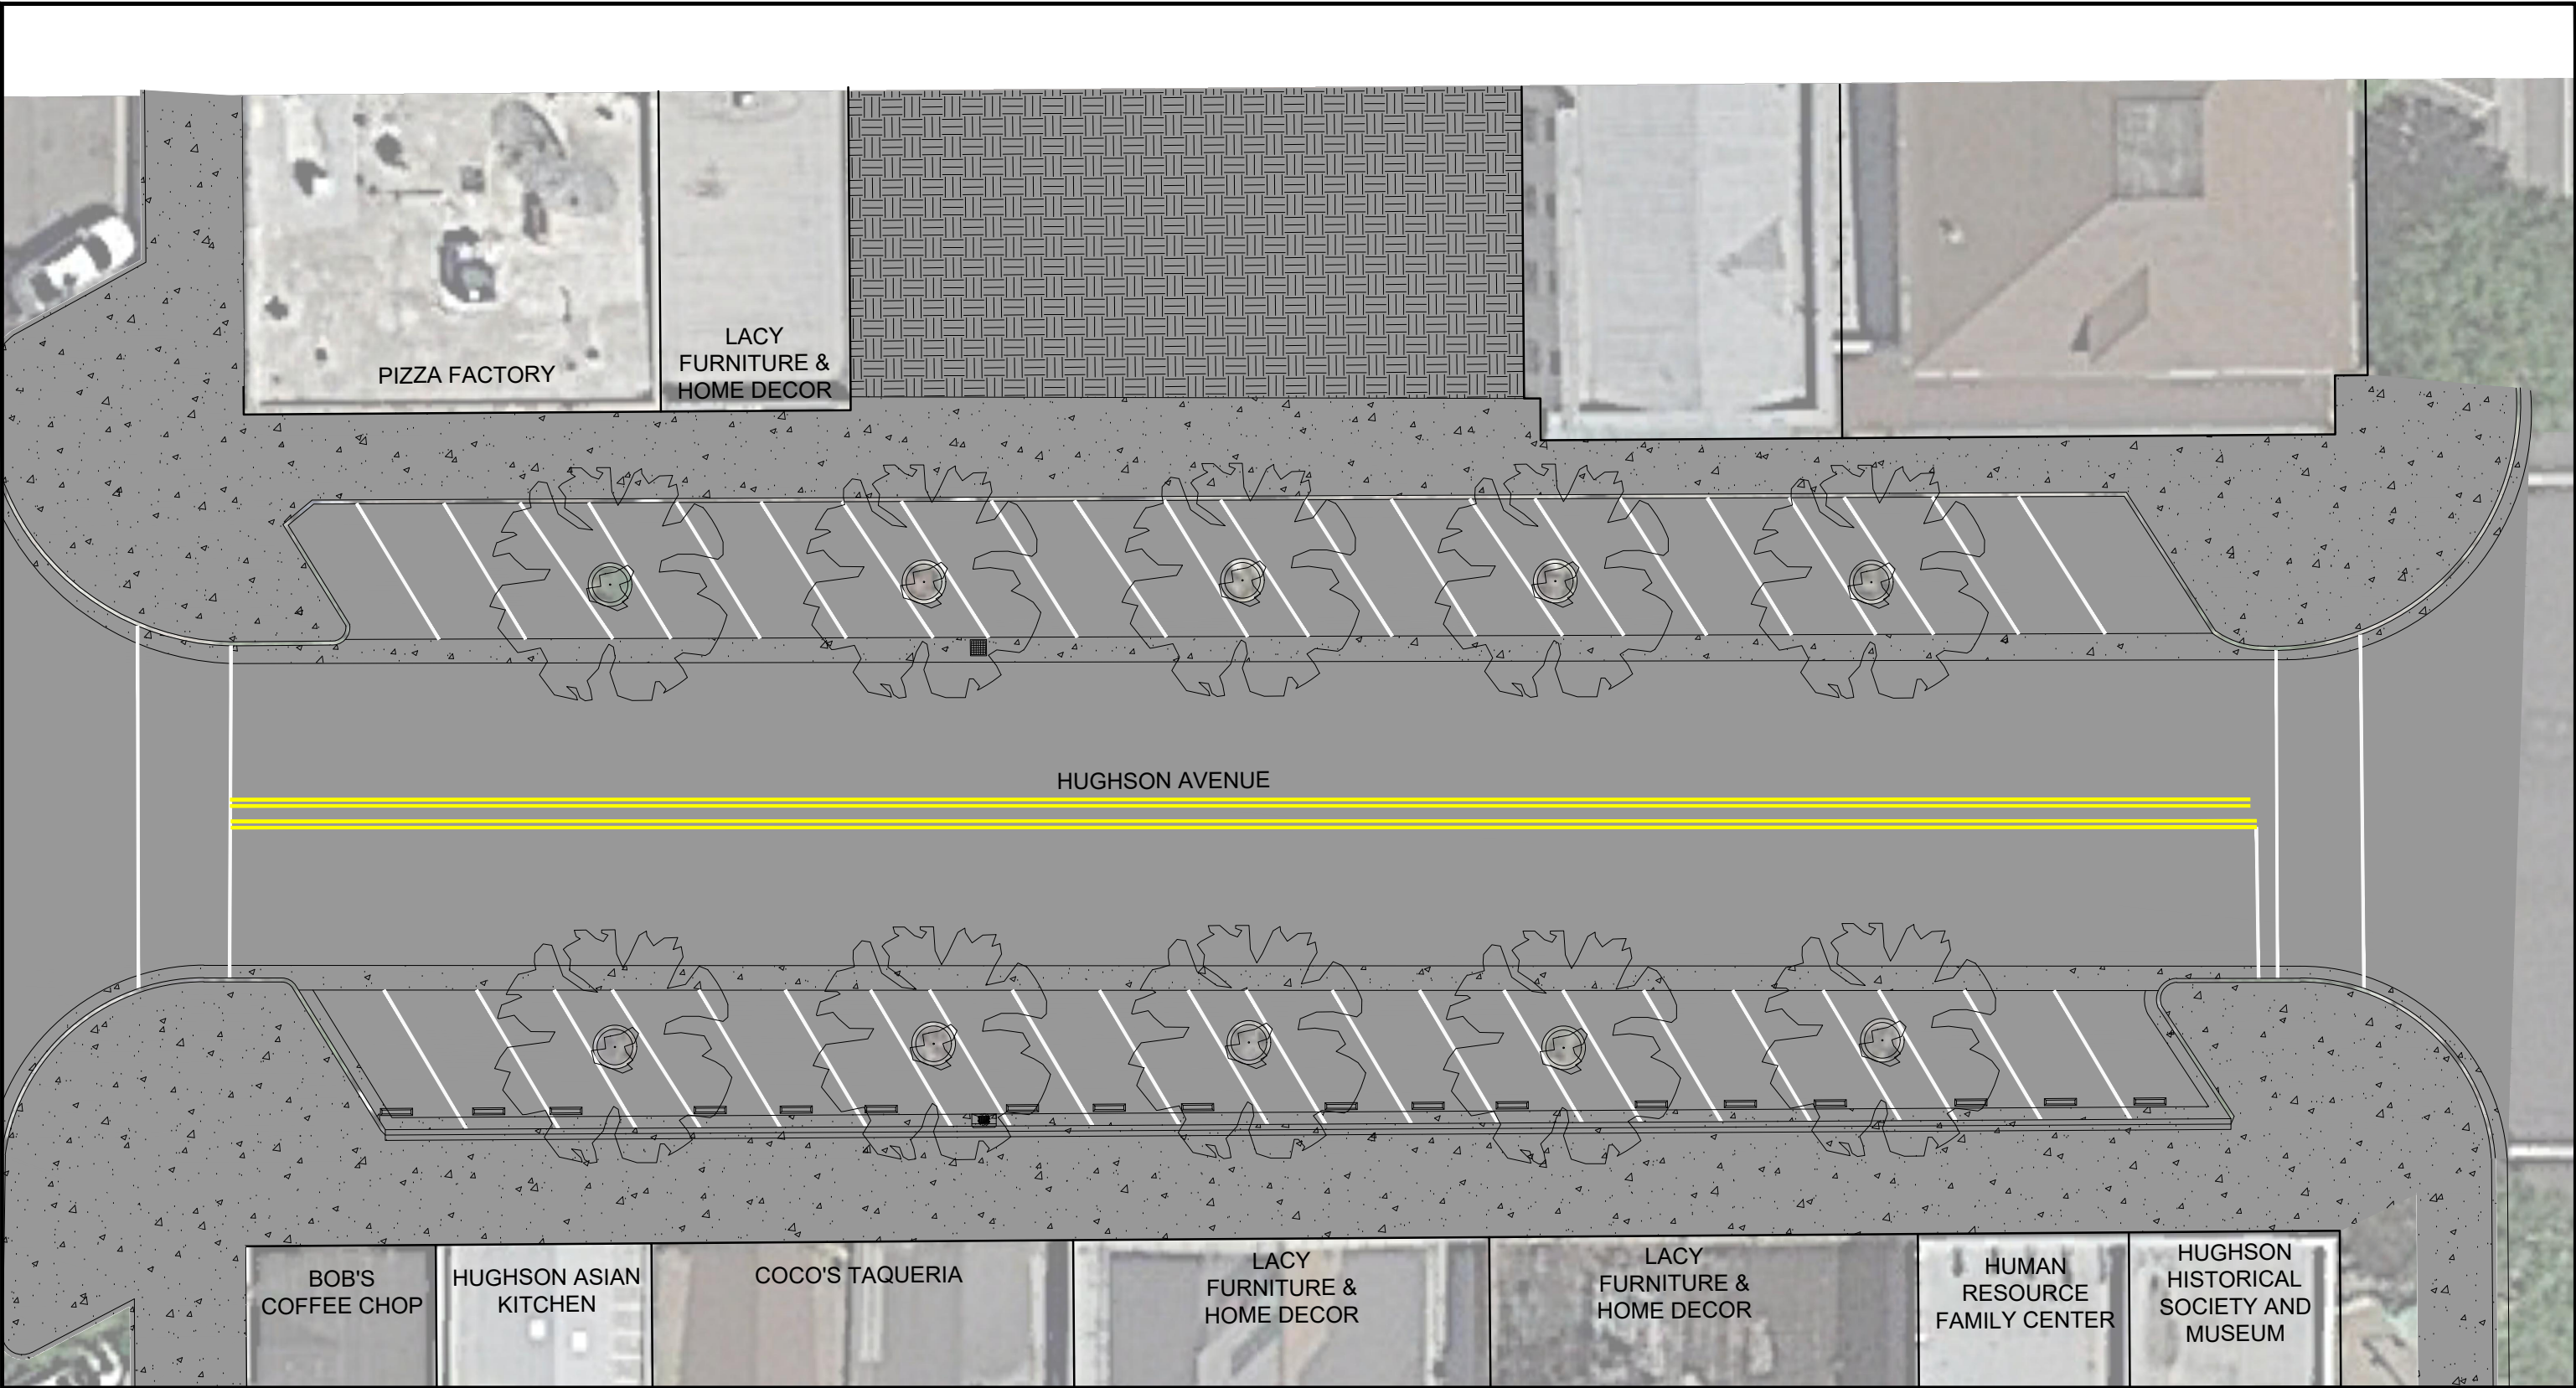 LACY
FURNITURE &
HOME DECOR
PIZZA FACTORY
HUGHSON AVENUE
BOB'S
COFFEE CHOP
HUGHSON ASIAN
KITCHEN
COCO'S TAQUERIA
LACY
FURNITURE &
HOME DECOR
LACY
FURNITURE &
HOME DECOR
HUMAN
RESOURCE
FAMILY CENTER
HUGHSON
HISTORICAL
SOCIETY AND
MUSEUM